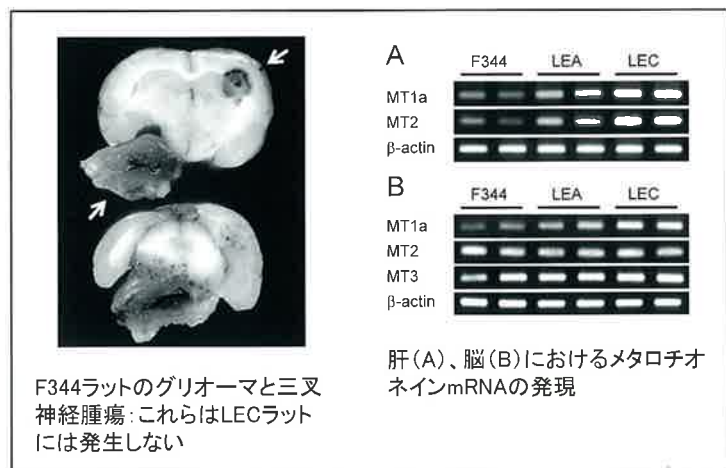 A
F344 LEA LEC
MT1a
MT2
β-actin
B
F344 LEA LEC
MT1a
MT2
MT3
β-actin
F344ラットのグリオーマと三叉
神経腫瘍：これらはLECラット
には発生しない
肝（A）、脳（B）におけるメタロチオ
ネインmRNAの発現